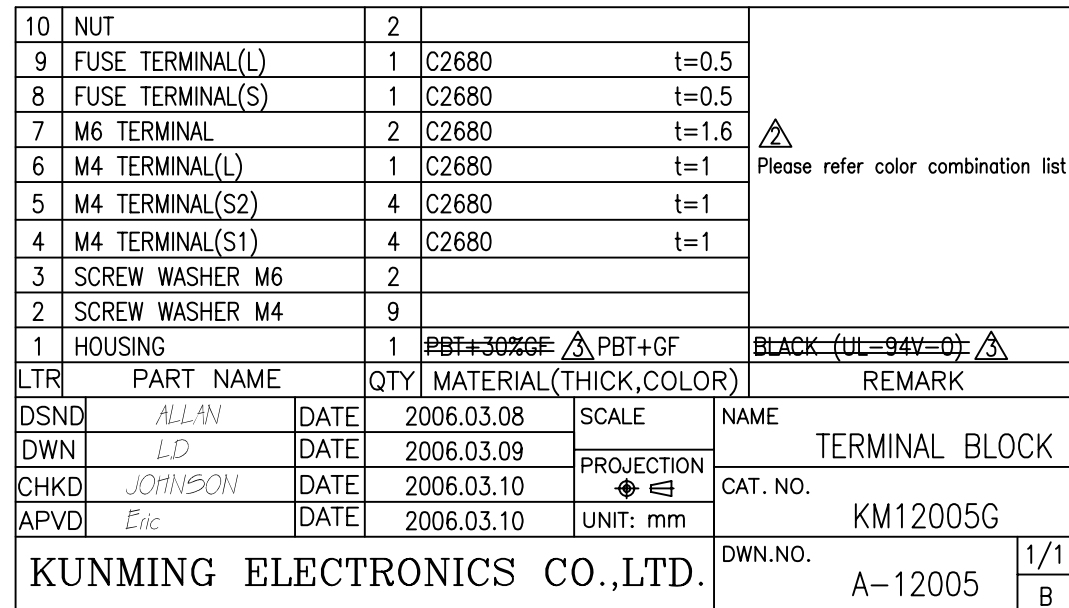 10 NUT 2
9 FUSE TERMINAL(L) 1 C2680 t=0.5
8 FUSE TERMINAL(S) 1 C2680 t=0.5
7 M6 TERMINAL 2 C2680 t=1.6 2
6 M4 TERMINAL(L) 1 C2680 t=1 Please refer color combination list
5 M4 TERMINAL(S2) 4 C2680 t=1
4 M4 TERMINAL(S1) 4 C2680 t=1
3 SCREW WASHER M6 2
2 SCREW WASHER M4 9
1 HOUSING 1 PBT+30%GF 3 PBT+GF BLACK (UL-94V-0) 3
LTR PART NAME QTY MATERIAL(THICK,COLOR) REMARK
DSND ALLAN DATE 2006.03.08 SCALE NAME
DWN L.D DATE 2006.03.09 TERMINAL BLOCK
CHKD JOHNSON DATE 2006.03.10 PROJECTION CAT. NO.
APVD Eric DATE 2006.03.10 UNIT: mm KM12005G
KUNMING ELECTRONICS CO.,LTD. DWN.NO. 1/1
A-12005 B